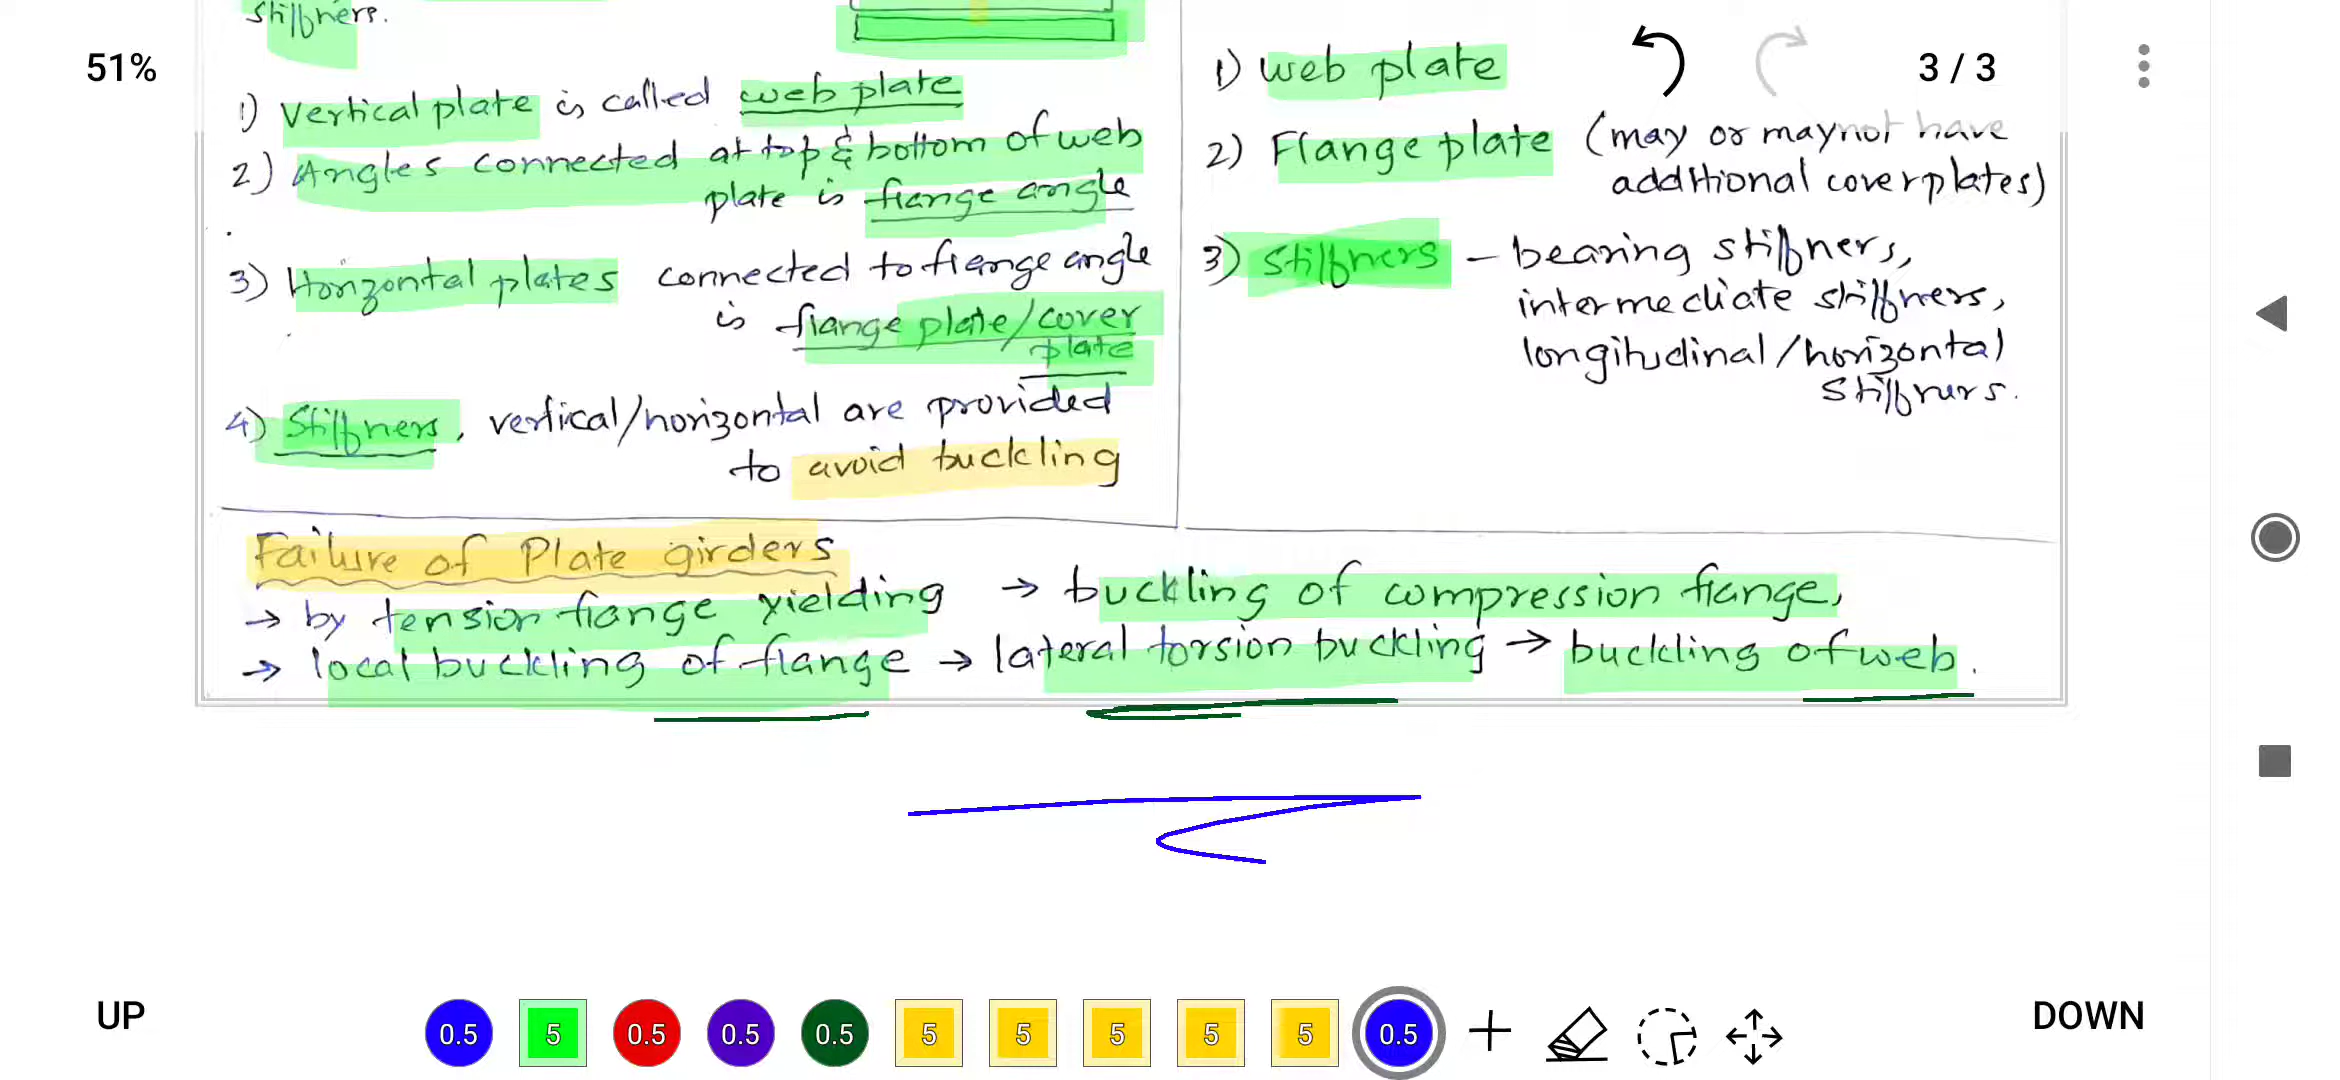 stiffners.
51%
1) Vertical plate is called web plate
2) Angles connected at top & bottom of web
plate is flange angle
3) Horizontal plates connected to flange angle
is flange plate/cover
plate
4) Stiffners, vertical/horizontal are provided
to avoid buckling
1) web plate
3 / 3
2) Flange plate (may or maynot have
additional coverplates)
3) Stiffners – bearing stiffners,
intermediate stiffners,
longitudinal/horizontal
stiffnurs.
Failure of Plate girders
→ by tension flange yielding → buckling of compression flange,
→ local buckling of flange → lateral torsion buckling → buckling of web.
UP
0.5 5 0.5 0.5 0.5 5 5 5 5 5 0.5
DOWN